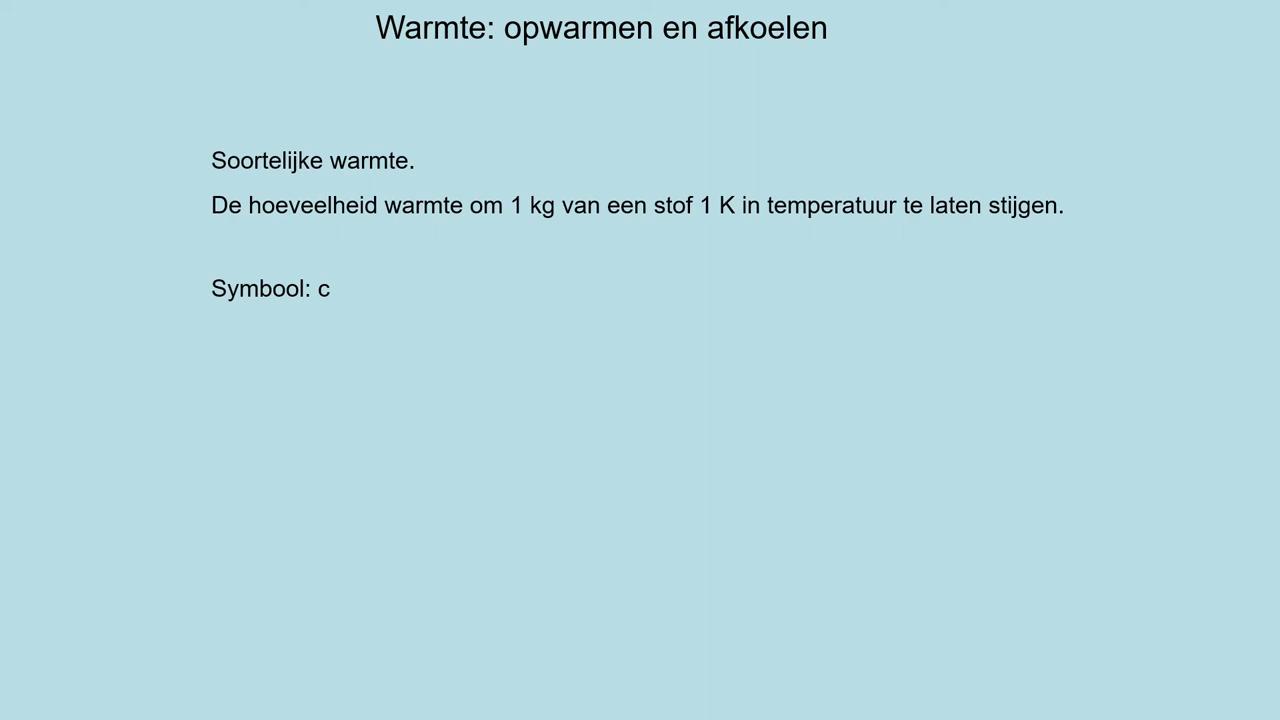 Warmte: opwarmen en afkoelen
Soortelijke warmte.
De hoeveelheid warmte om 1 kg van een stof 1 K in temperatuur te laten stijgen.
Symbool: c